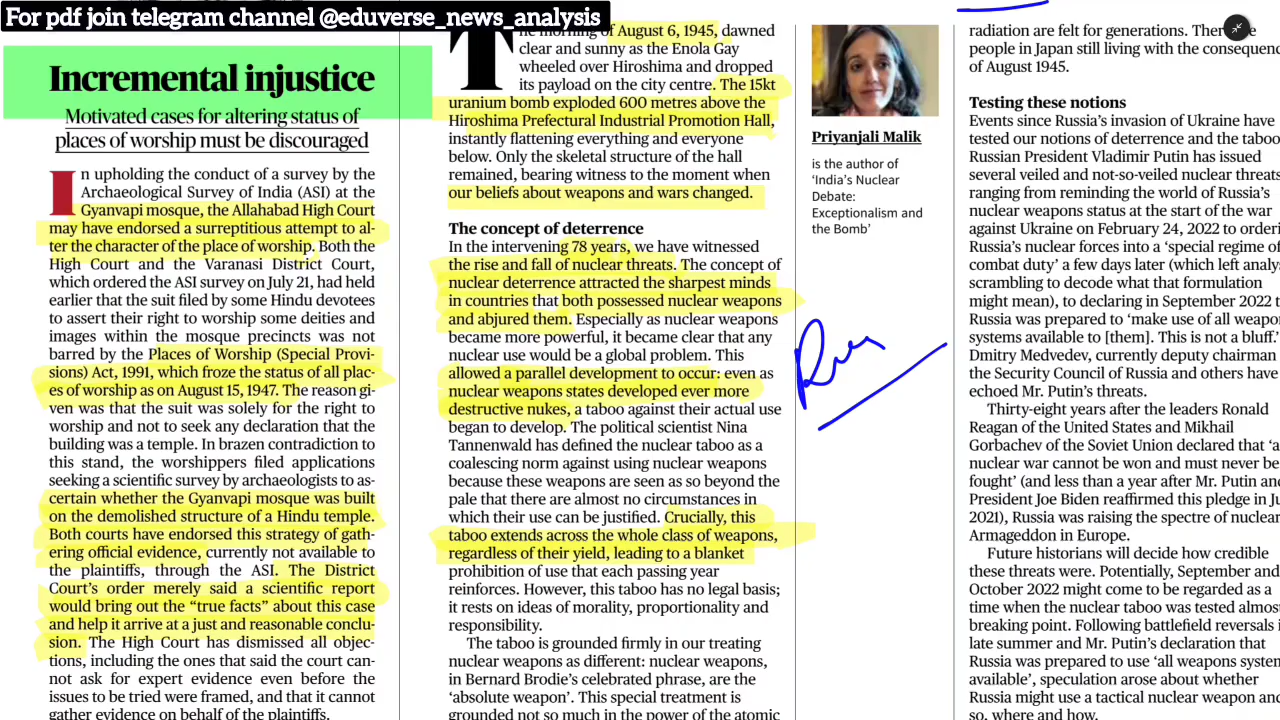 For pdf join telegram channel @eduverse_news_analysis
Incremental injustice
Motivated cases for altering status of
places of worship must be discouraged
In upholding the conduct of a survey by the
Archaeological Survey of India (ASI) at the
Gyanvapi mosque, the Allahabad High Court
may have endorsed a surreptitious attempt to al-
ter the character of the place of worship. Both the
High Court and the Varanasi District Court,
which ordered the ASI survey on July 21, had held
earlier that the suit filed by some Hindu devotees
to assert their right to worship some deities and
images within the mosque precincts was not
barred by the Places of Worship (Special Provi-
sions) Act, 1991, which froze the status of all plac-
es of worship as on August 15, 1947. The reason gi-
ven was that the suit was solely for the right to
worship and not to seek any declaration that the
building was a temple. In brazen contradiction to
this stand, the worshippers filed applications
seeking a scientific survey by archaeologists to as-
certain whether the Gyanvapi mosque was built
on the demolished structure of a Hindu temple.
Both courts have endorsed this strategy of gath-
ering official evidence, currently not available to
the plaintiffs, through the ASI. The District
Court's order merely said a scientific report
would bring out the "true facts" about this case
and help it arrive at a just and reasonable conclu-
sion. The High Court has dismissed all objec-
tions, including the ones that said the court can-
not ask for expert evidence even before the
issues to be tried were framed, and that it cannot
gather evidence on behalf of the plaintiffs.
The morning of August 6, 1945, dawned
clear and sunny as the Enola Gay
wheeled over Hiroshima and dropped
its payload on the city centre. The 15kt
uranium bomb exploded 600 metres above the
Hiroshima Prefectural Industrial Promotion Hall,
instantly flattening everything and everyone
below. Only the skeletal structure of the hall
remained, bearing witness to the moment when
our beliefs about weapons and wars changed.
The concept of deterrence
In the intervening 78 years, we have witnessed
the rise and fall of nuclear threats. The concept of
nuclear deterrence attracted the sharpest minds
in countries that both possessed nuclear weapons
and abjured them. Especially as nuclear weapons
became more powerful, it became clear that any
nuclear use would be a global problem. This
allowed a parallel development to occur: even as
nuclear weapons states developed ever more
destructive nukes, a taboo against their actual use
began to develop. The political scientist Nina
Tannenwald has defined the nuclear taboo as a
coalescing norm against using nuclear weapons
because these weapons are seen as so beyond the
pale that there are almost no circumstances in
which their use can be justified. Crucially, this
taboo extends across the whole class of weapons,
regardless of their yield, leading to a blanket
prohibition of use that each passing year
reinforces. However, this taboo has no legal basis;
it rests on ideas of morality, proportionality and
responsibility.
The taboo is grounded firmly in our treating
nuclear weapons as different: nuclear weapons,
in Bernard Brodie's celebrated phrase, are the
'absolute weapon'. This special treatment is
grounded not so much in the power of the atomic
Priyanjali Malik
is the author of
'India's Nuclear
Debate:
Exceptionalism and
the Bomb'
radiation are felt for generations. There
people in Japan still living with the consequenc
of August 1945.
Testing these notions
Events since Russia's invasion of Ukraine have
tested our notions of deterrence and the taboo
Russian President Vladimir Putin has issued
several veiled and not-so-veiled nuclear threats
ranging from reminding the world of Russia's
nuclear weapons status at the start of the war
against Ukraine on February 24, 2022 to orderi
Russia's nuclear forces into a 'special regime of
combat duty' a few days later (which left analys
scrambling to decode what that formulation
might mean), to declaring in September 2022 t
Russia was prepared to 'make use of all weapon
systems available to [them]. This is not a bluff.'
Dmitry Medvedev, currently deputy chairman
the Security Council of Russia and others have
echoed Mr. Putin's threats.
Thirty-eight years after the leaders Ronald
Reagan of the United States and Mikhail
Gorbachev of the Soviet Union declared that 'a
nuclear war cannot be won and must never be
fought' (and less than a year after Mr. Putin and
President Joe Biden reaffirmed this pledge in Ju
2021), Russia was raising the spectre of nuclear
Armageddon in Europe.
Future historians will decide how credible
these threats were. Potentially, September and
October 2022 might come to be regarded as a
time when the nuclear taboo was tested almos
breaking point. Following battlefield reversals i
late summer and Mr. Putin's declaration that
Russia was prepared to use 'all weapons system
available', speculation arose about whether
Russia might use a tactical nuclear weapon and
so, where and how.